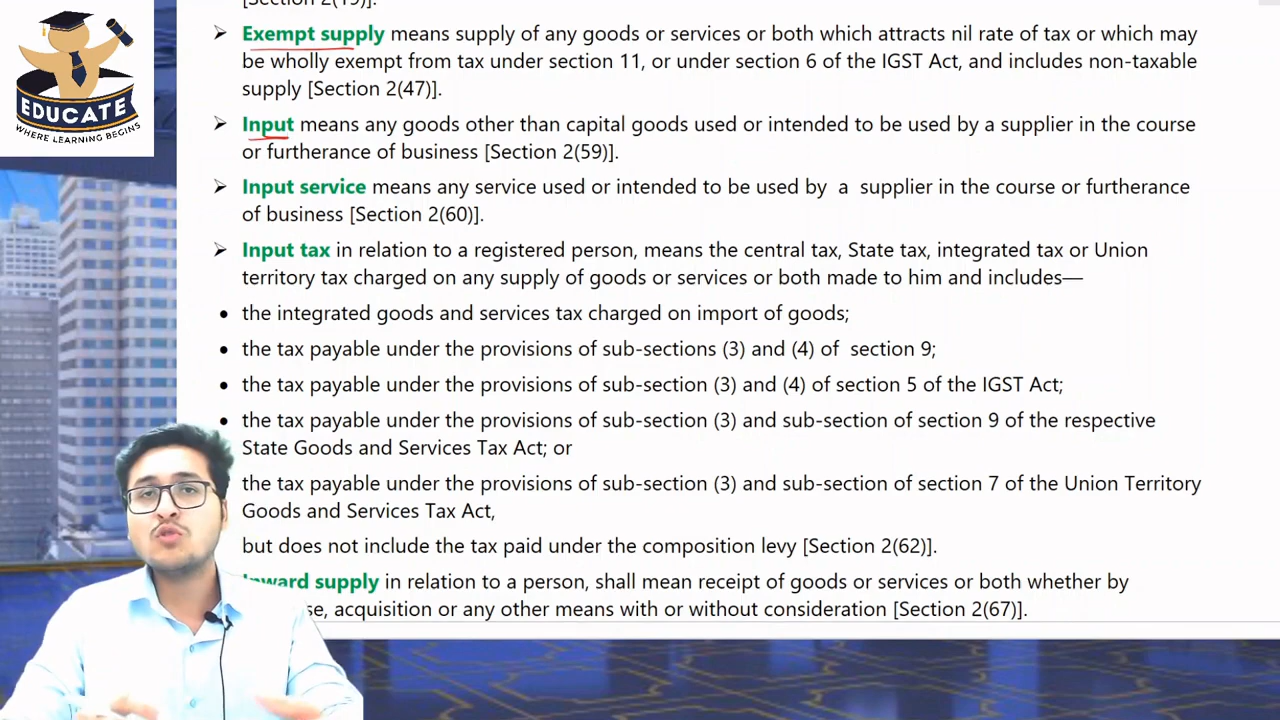 [Section 2(19)].
Exempt supply means supply of any goods or services or both which attracts nil rate of tax or which may
be wholly exempt from tax under section 11, or under section 6 of the IGST Act, and includes non-taxable
supply [Section 2(47)].
Input means any goods other than capital goods used or intended to be used by a supplier in the course
or furtherance of business [Section 2(59)].
Input service means any service used or intended to be used by a supplier in the course or furtherance
of business [Section 2(60)].
Input tax in relation to a registered person, means the central tax, State tax, integrated tax or Union
territory tax charged on any supply of goods or services or both made to him and includes—
the integrated goods and services tax charged on import of goods;
the tax payable under the provisions of sub-sections (3) and (4) of section 9;
the tax payable under the provisions of sub-section (3) and (4) of section 5 of the IGST Act;
the tax payable under the provisions of sub-section (3) and sub-section of section 9 of the respective
State Goods and Services Tax Act; or
the tax payable under the provisions of sub-section (3) and sub-section of section 7 of the Union Territory
Goods and Services Tax Act,
but does not include the tax paid under the composition levy [Section 2(62)].
Inward supply in relation to a person, shall mean receipt of goods or services or both whether by
acquisition or any other means with or without consideration [Section 2(67)].
EDUCATE
WHERE LEARNING BEGINS